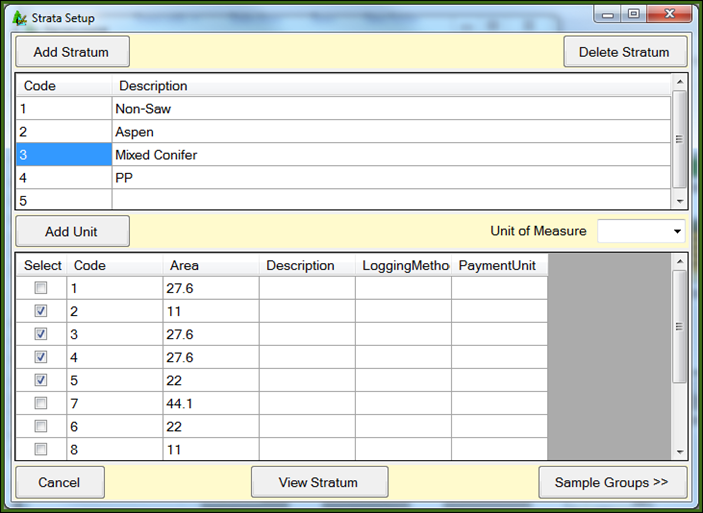 Strata Setup
Add Stratum Delete Stratum
Code Description
1 Non-Saw
2 Aspen
3 Mixed Conifer
4 PP
5
Add Unit Unit of Measure
Select Code Area Description LoggingMetho PaymentUnit
1 27.6
2 11
3 27.6
4 27.6
5 22
7 44.1
6 22
8 11
Cancel View Stratum Sample Groups >>